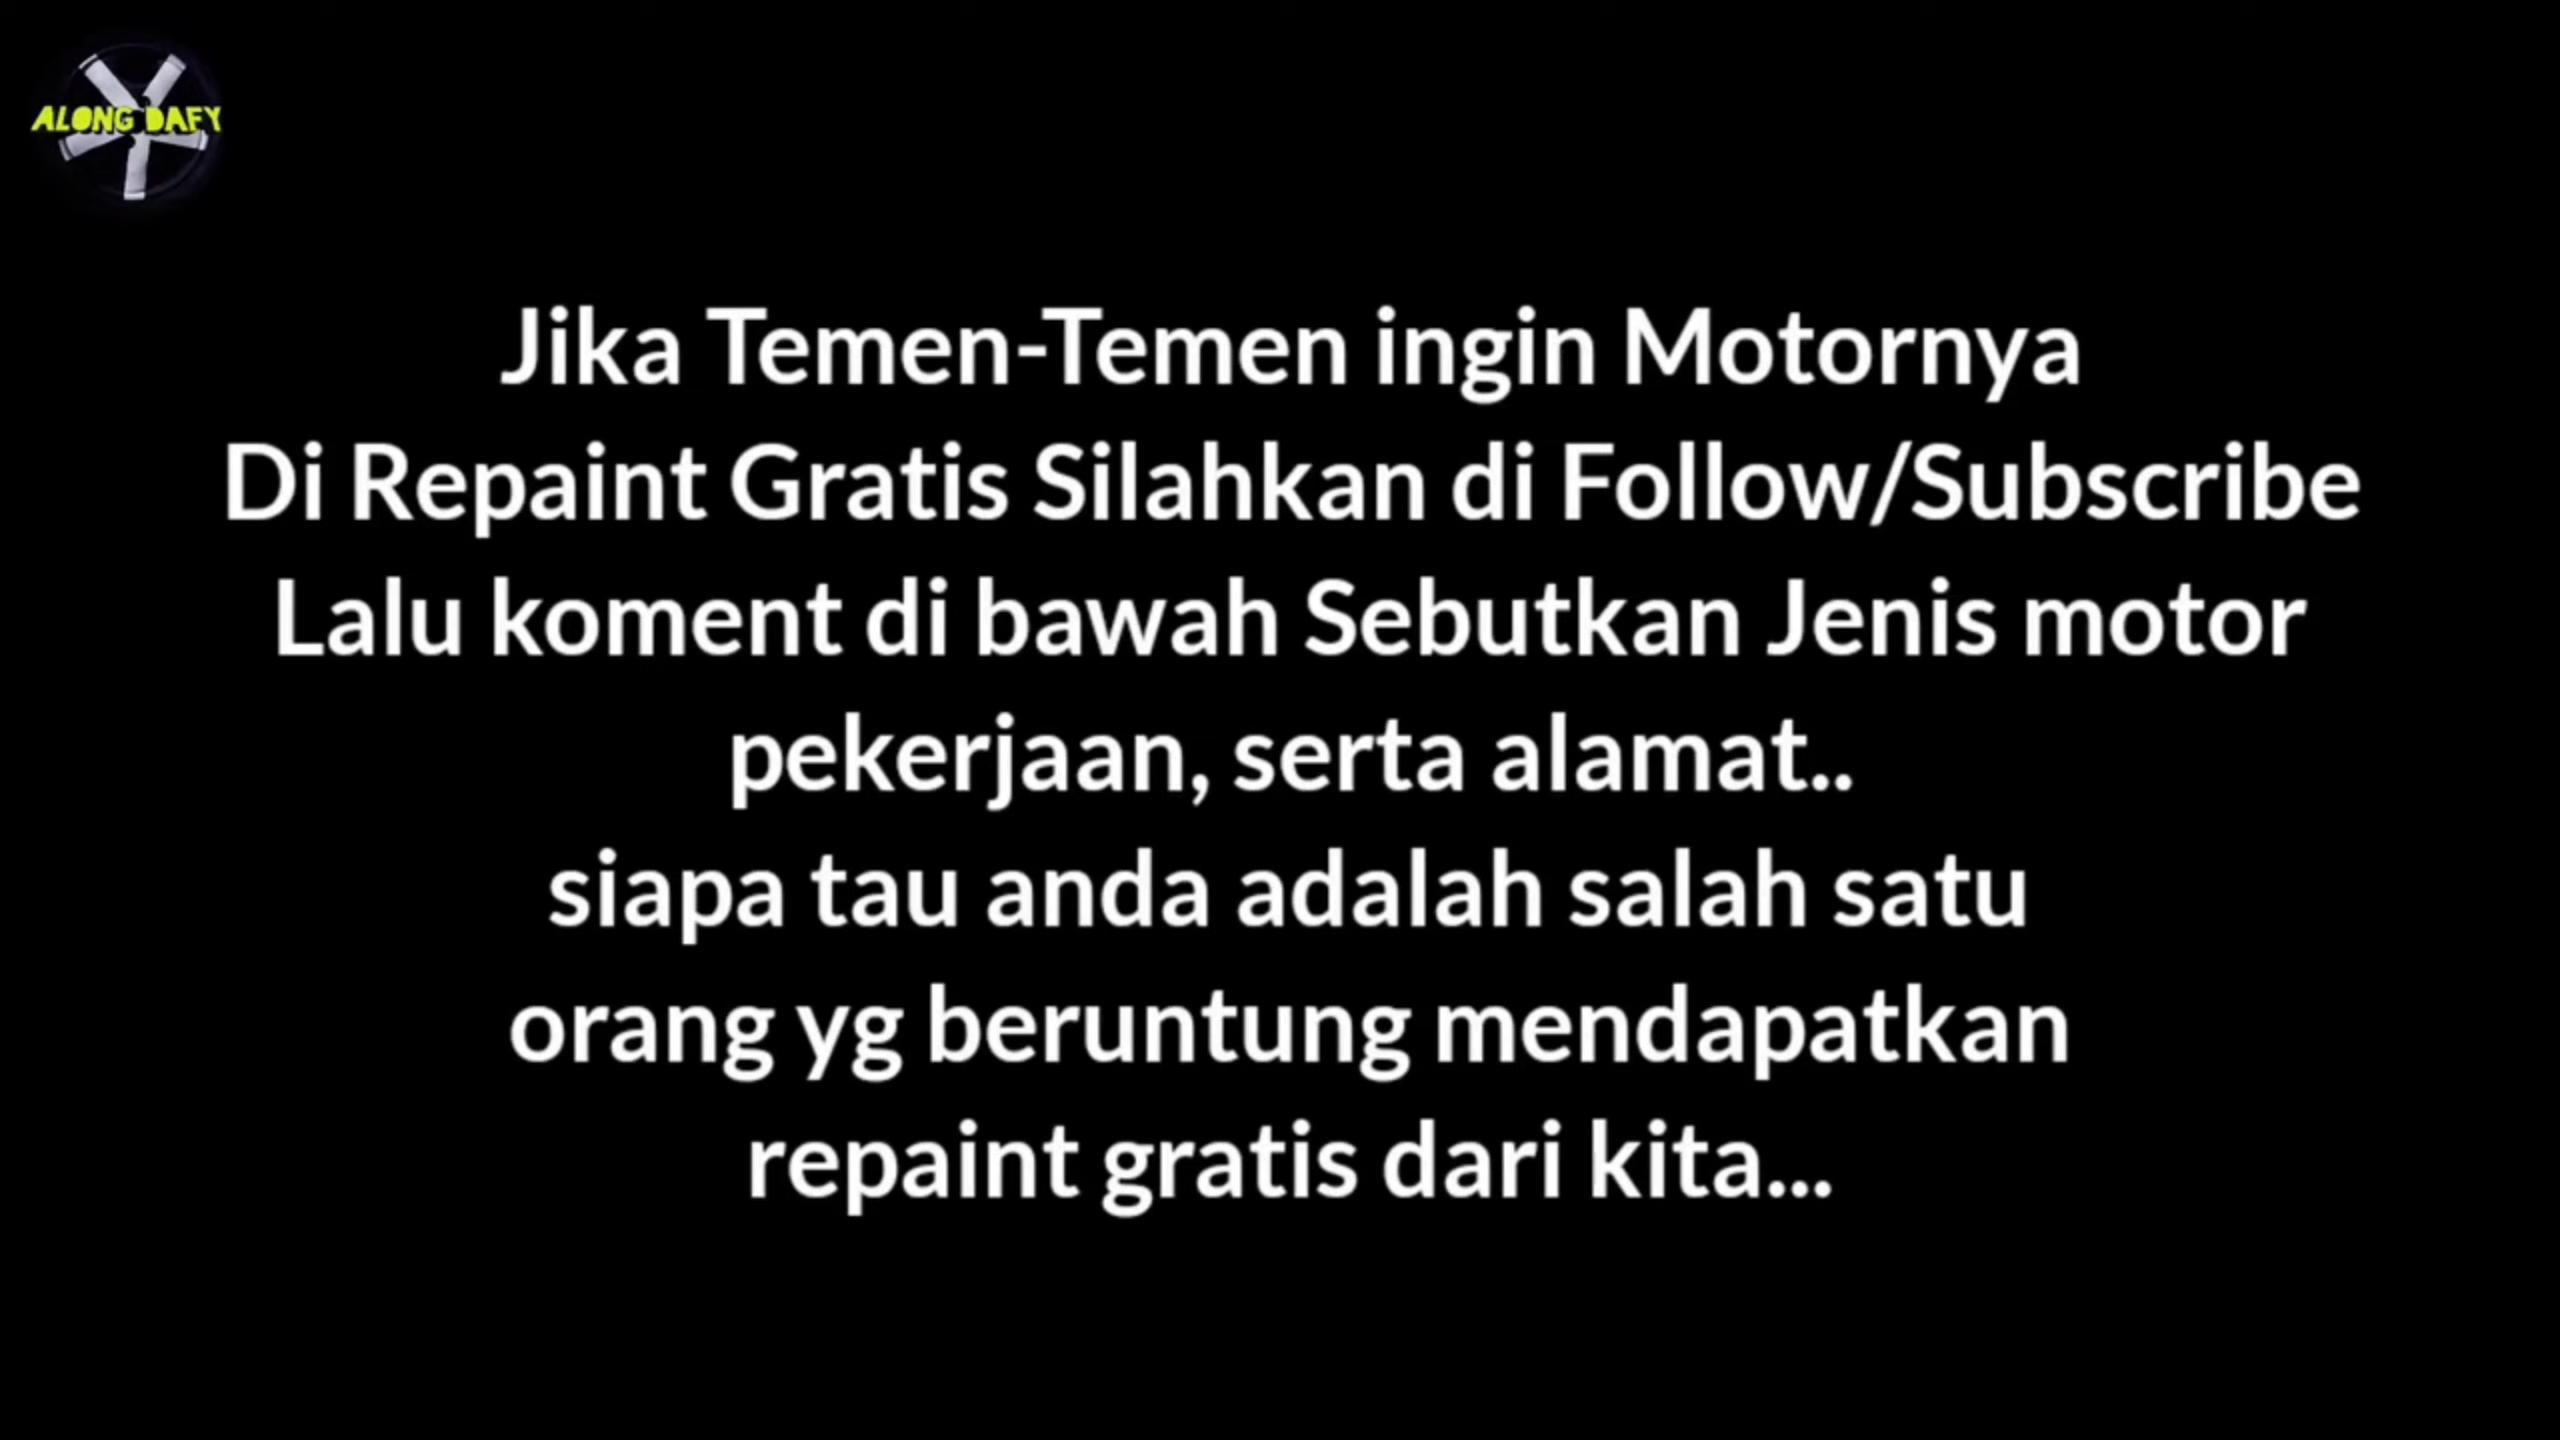 ALONG DAFY
Jika Temen-Temen ingin Motornya
Di Repaint Gratis Silahkan di Follow/Subscribe
Lalu koment di bawah Sebutkan Jenis motor
pekerjaan, serta alamat..
siapa tau anda adalah salah satu
orang yg beruntung mendapatkan
repaint gratis dari kita...